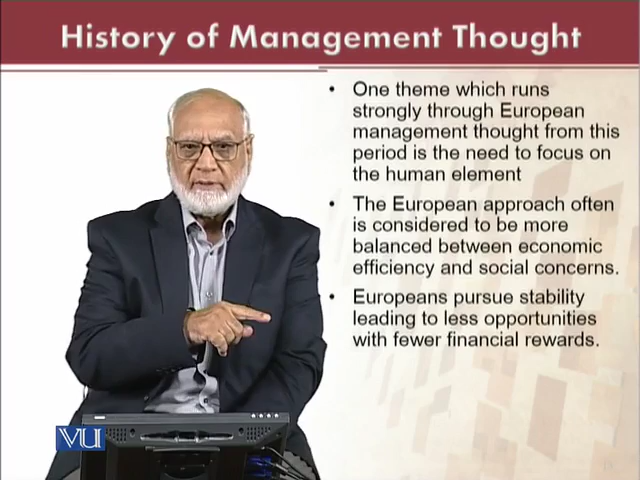 History of Management Thought
• One theme which runs
strongly through European
management thought from this
period is the need to focus on
the human element
• The European approach often
is considered to be more
balanced between economic
efficiency and social concerns.
• Europeans pursue stability
leading to less opportunities
with fewer financial rewards.
VU